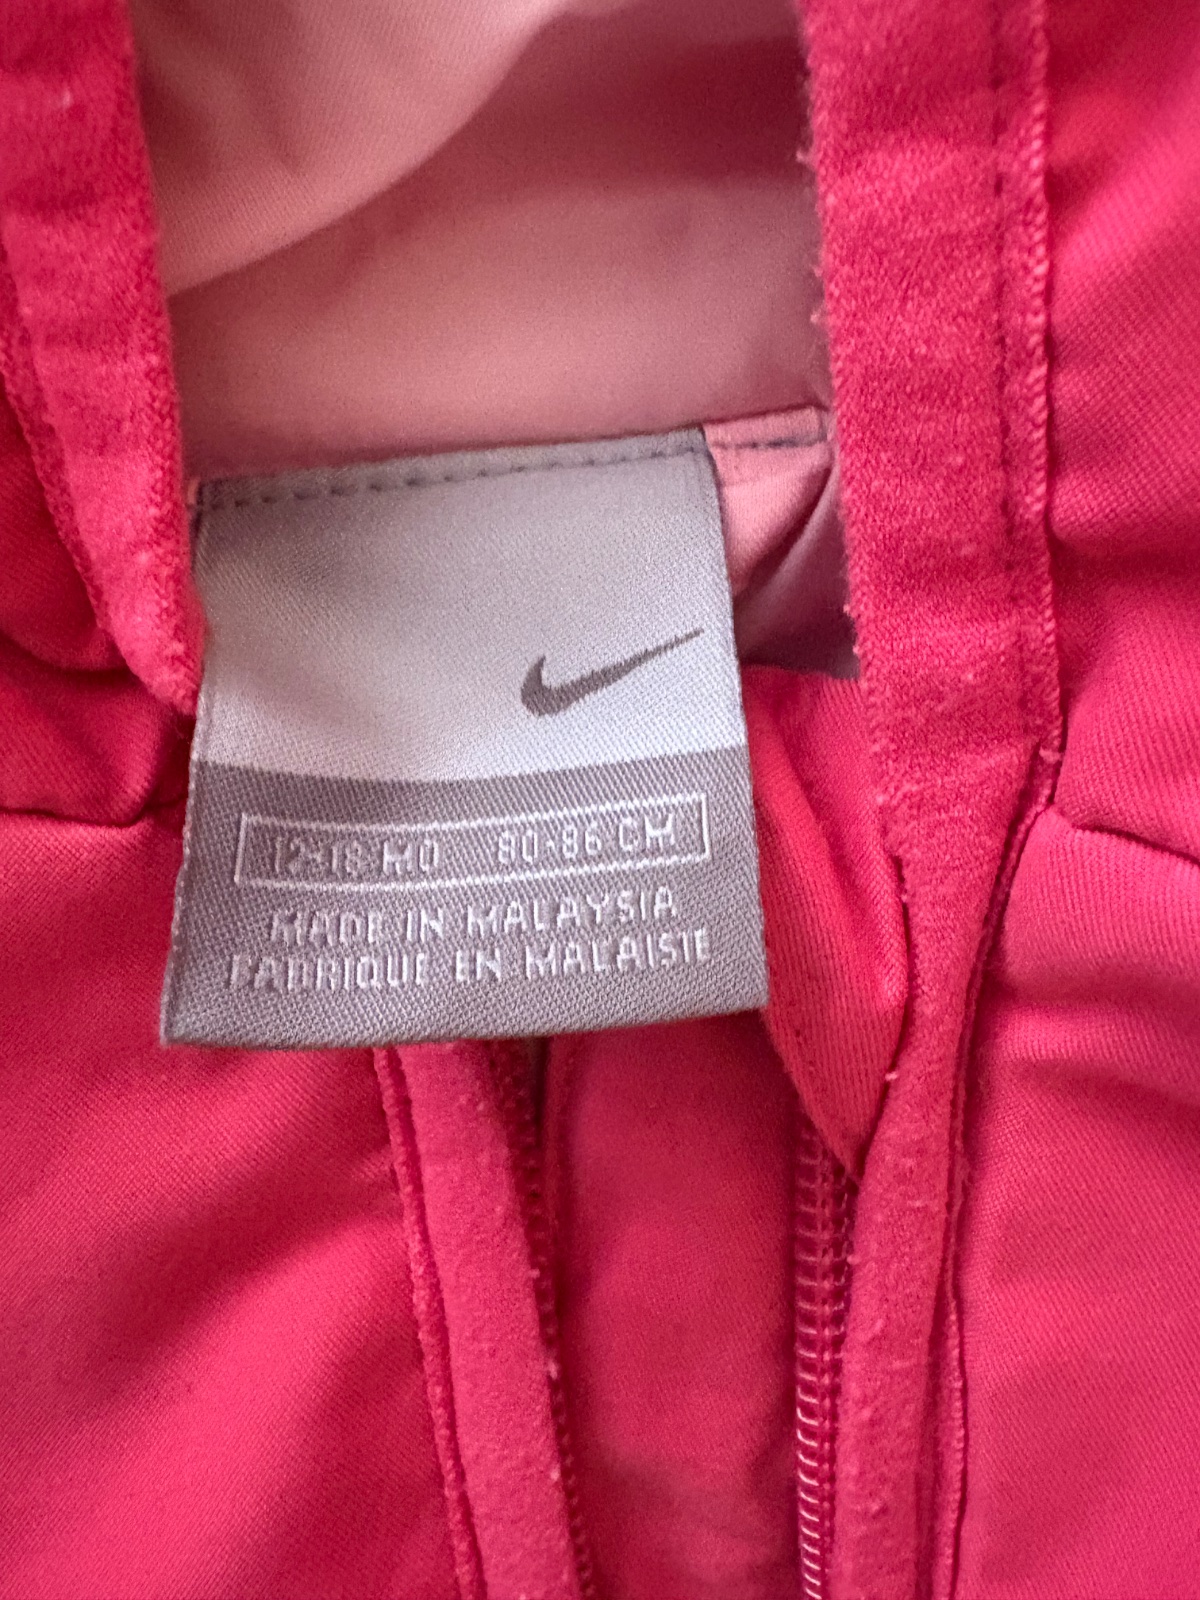 12-18 MO 80-86 CM
MADE IN MALAYSIA
FABRIQUE EN MALAISIE